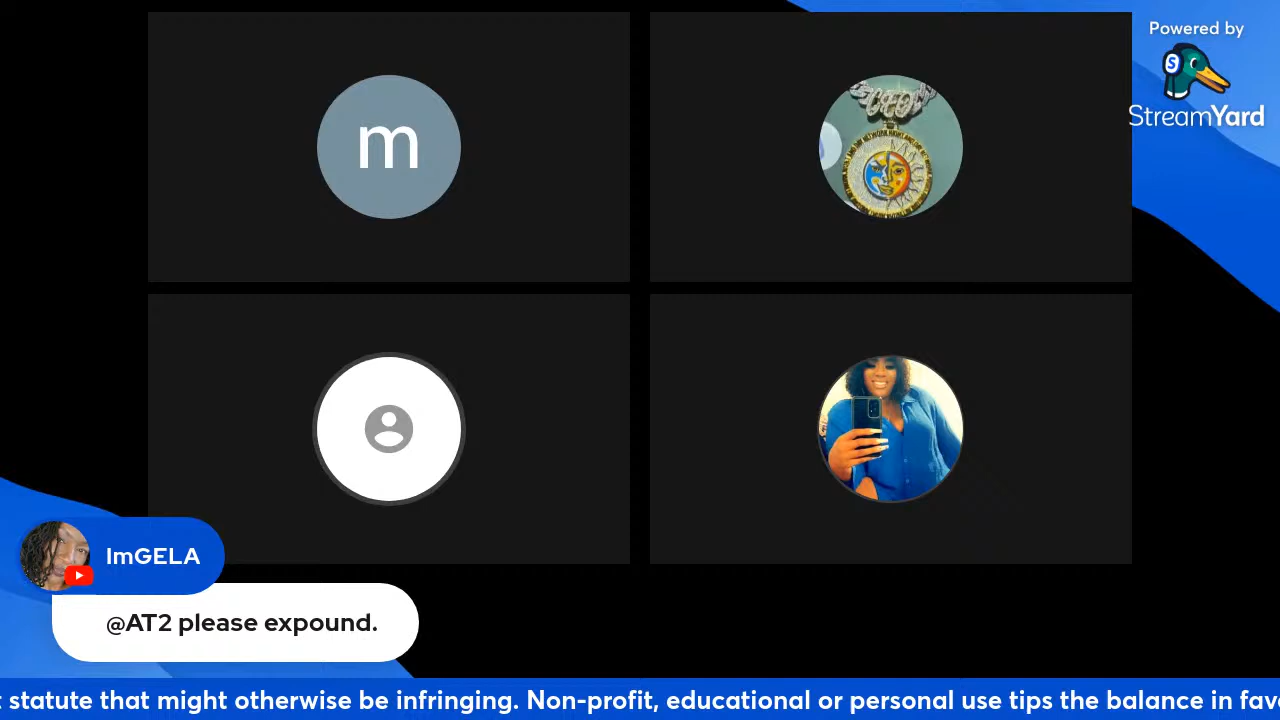 Powered by
S
StreamYard
m
CEO
ImGELA
@AT2 please expound.
statute that might otherwise be infringing. Non-profit, educational or personal use tips the balance in